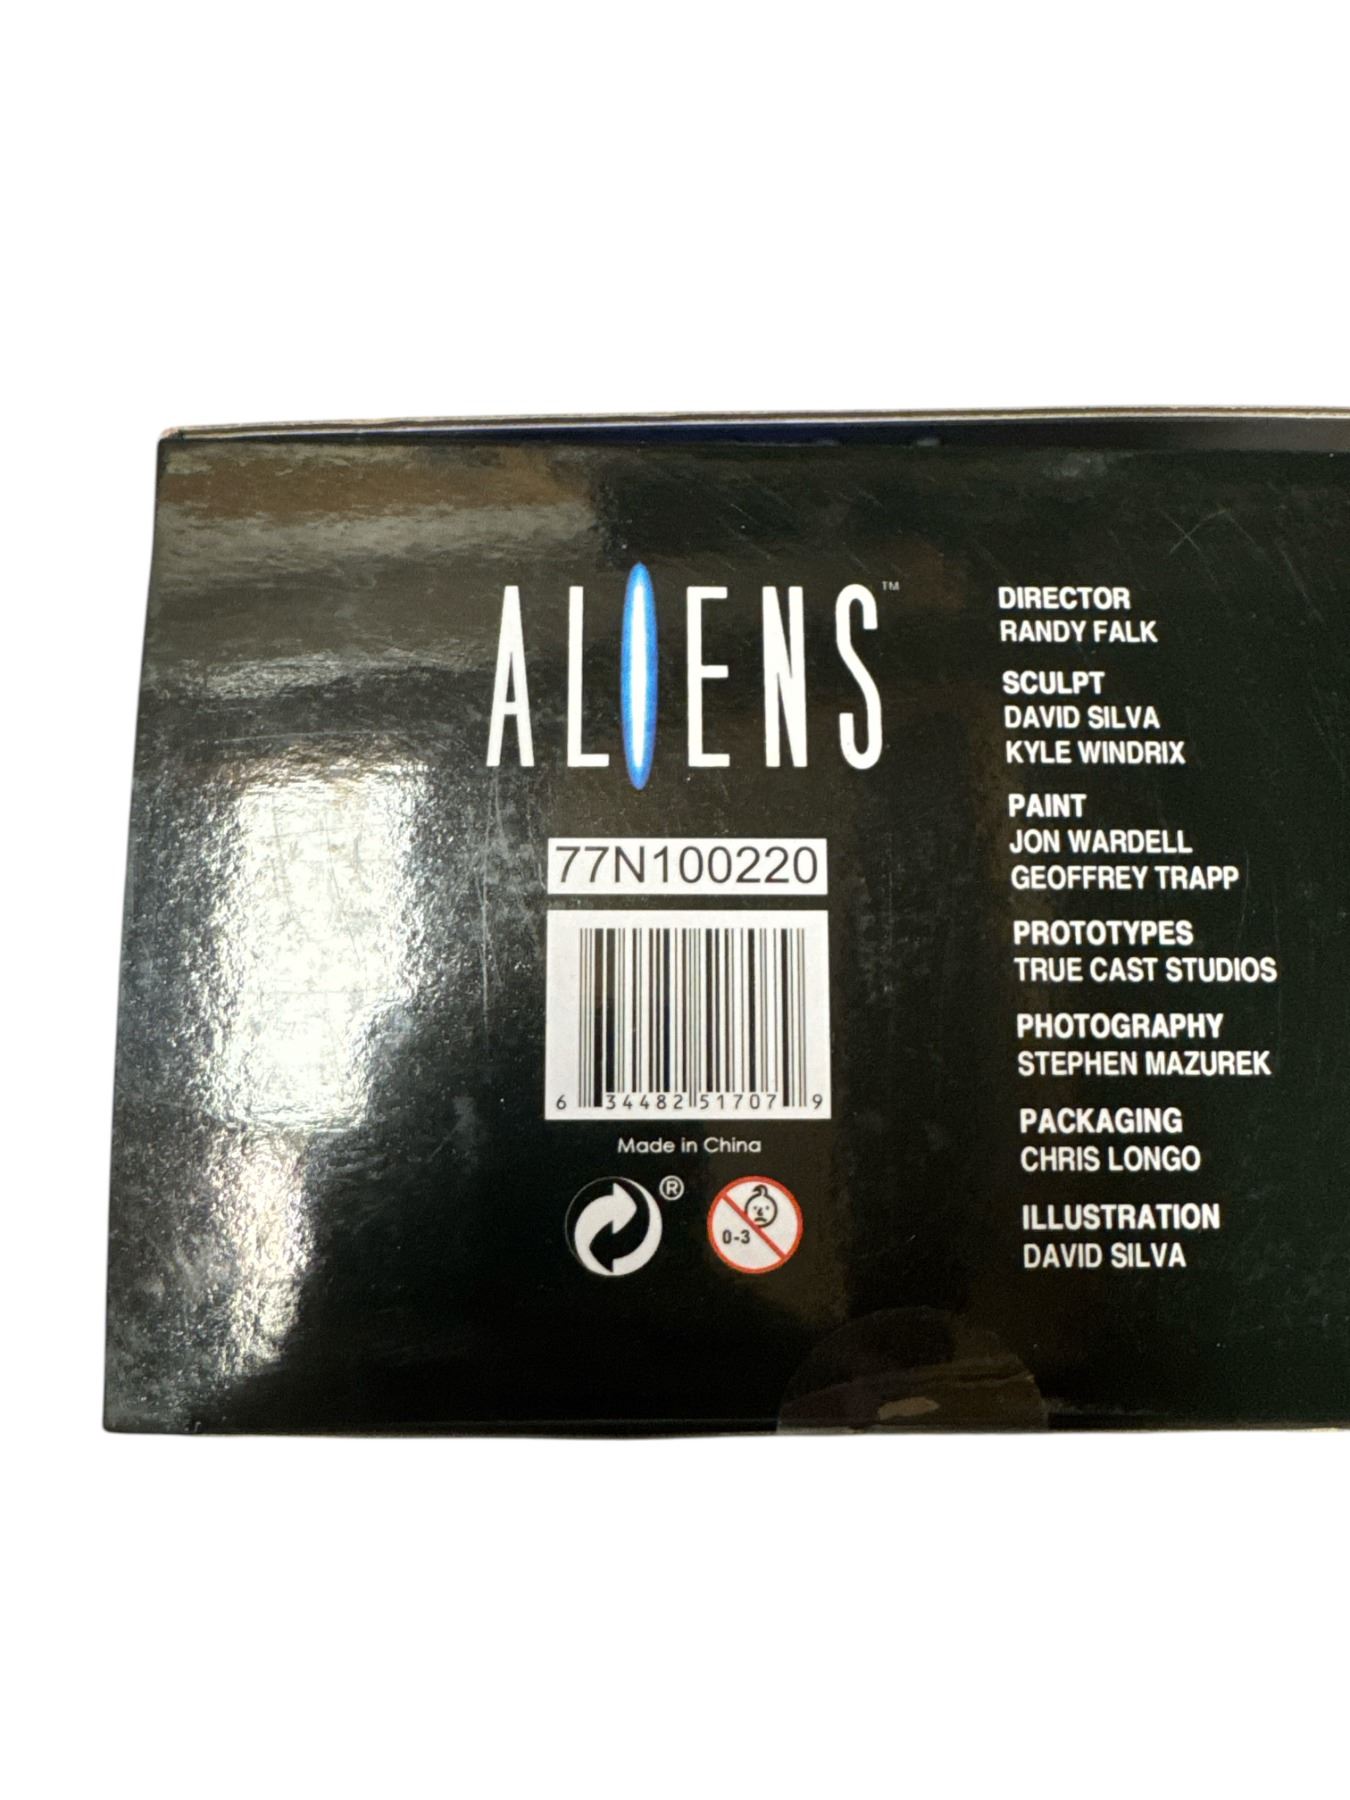 ALIENS™
77N100220
6 34482 51707 9
Made in China
®
0-3
DIRECTOR
RANDY FALK
SCULPT
DAVID SILVA
KYLE WINDRIX
PAINT
JON WARDELL
GEOFFREY TRAPP
PROTOTYPES
TRUE CAST STUDIOS
PHOTOGRAPHY
STEPHEN MAZUREK
PACKAGING
CHRIS LONGO
ILLUSTRATION
DAVID SILVA